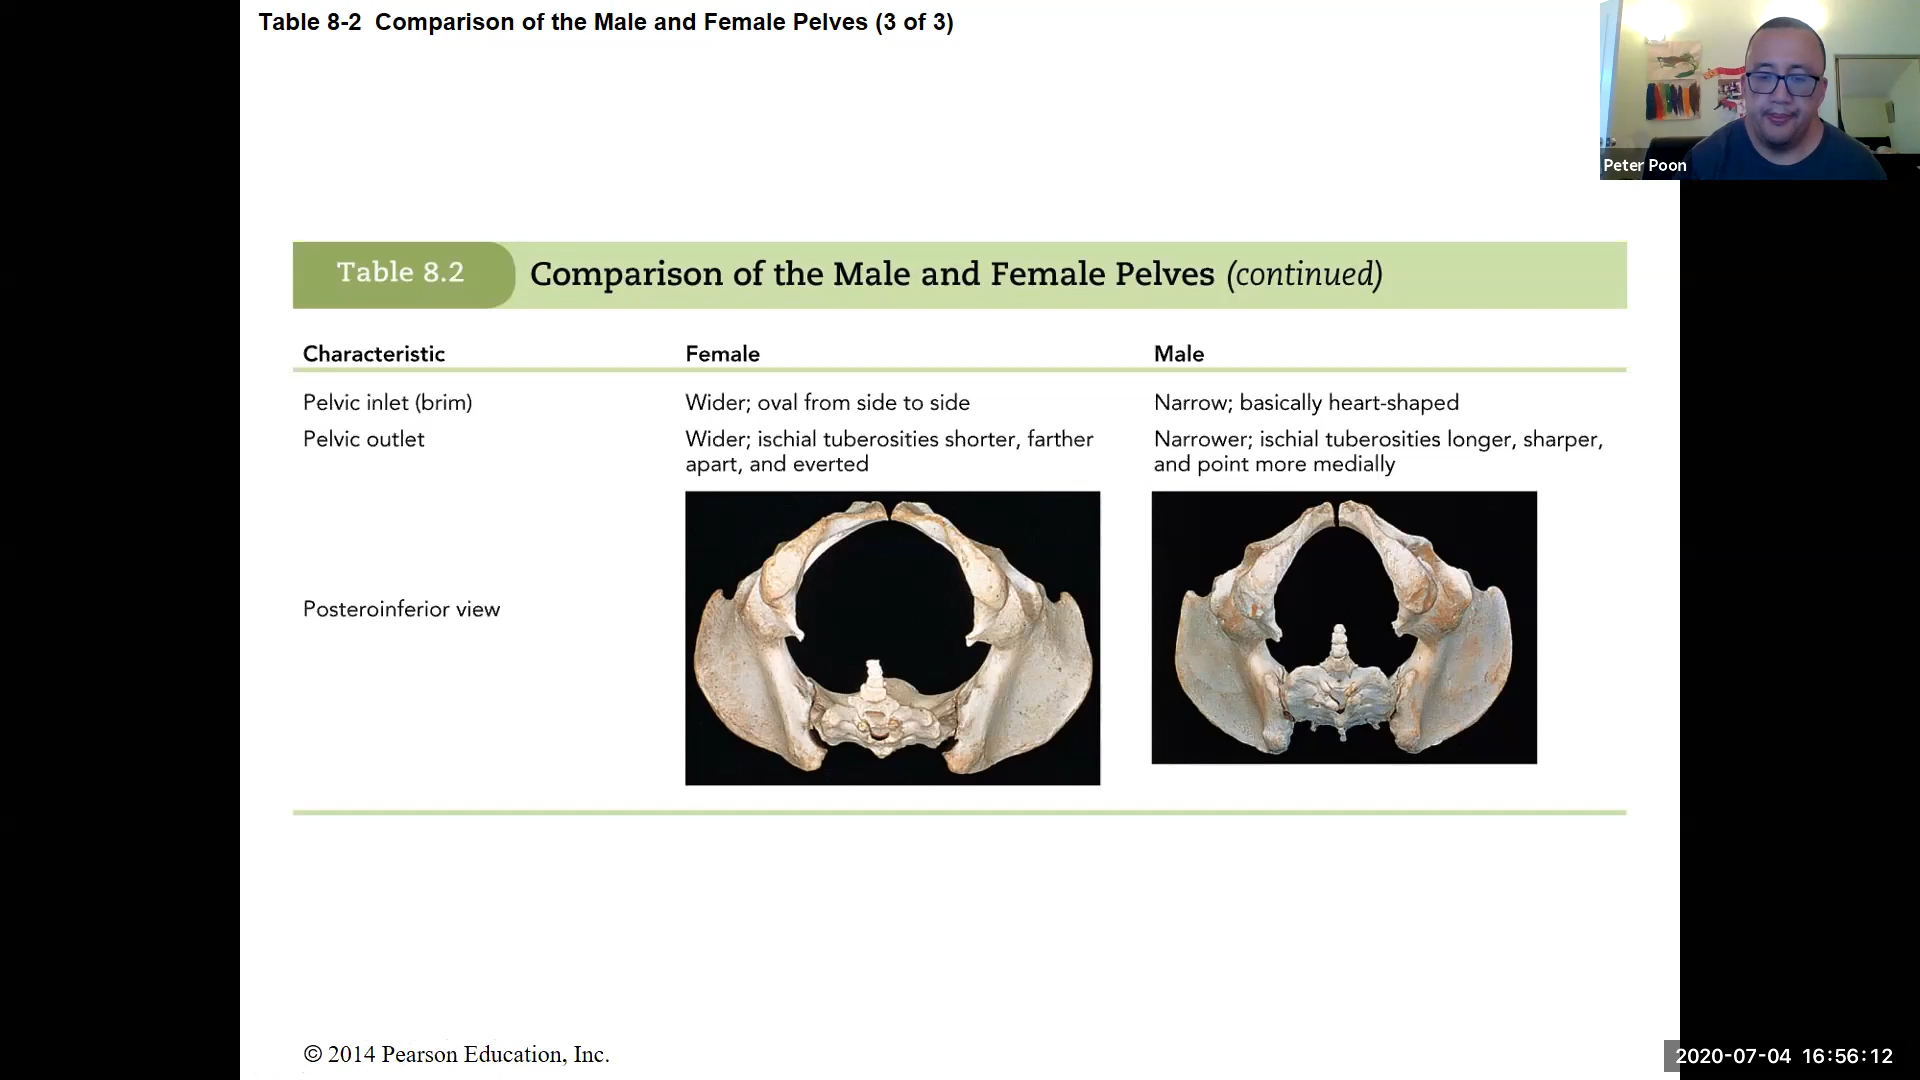 Table 8-2  Comparison of the Male and Female Pelves (3 of 3)
Peter Poon
Table 8.2
Comparison of the Male and Female Pelves (continued)
Characteristic
Female
Male
Pelvic inlet (brim)
Wider; oval from side to side
Narrow; basically heart-shaped
Pelvic outlet
Wider; ischial tuberosities shorter, farther
apart, and everted
Narrower; ischial tuberosities longer, sharper,
and point more medially
Posteroinferior view
© 2014 Pearson Education, Inc.
2020-07-04  16:56:12